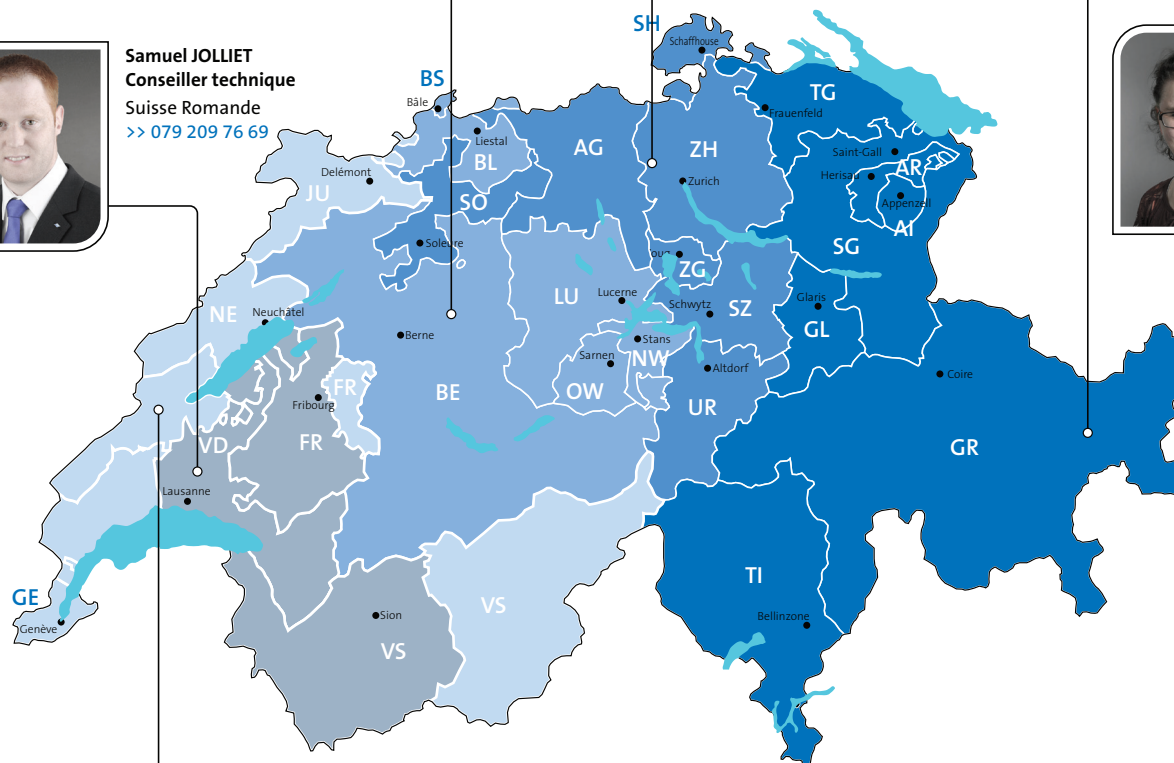 Samuel JOLLIET
Conseiller technique
Suisse Romande
>> 079 209 76 69
SH
Schaffhouse
BS
Bâle
TG
Frauenfeld
Liestal
BL
AG
ZH
Saint-Gall
AR
Herisau
Delémont
JU
Zurich
SO
Appenzell
AI
Soleure
SG
ZG
NE
Neuchâtel
LU
Lucerne
Schwytz
SZ
Glaris
GL
Berne
Stans
Sarnen
NW
Altdorf
Coire
BE
OW
FR
Fribourg
UR
VD
FR
GR
Lausanne
TI
GE
Genève
VS
Sion
Bellinzone
VS